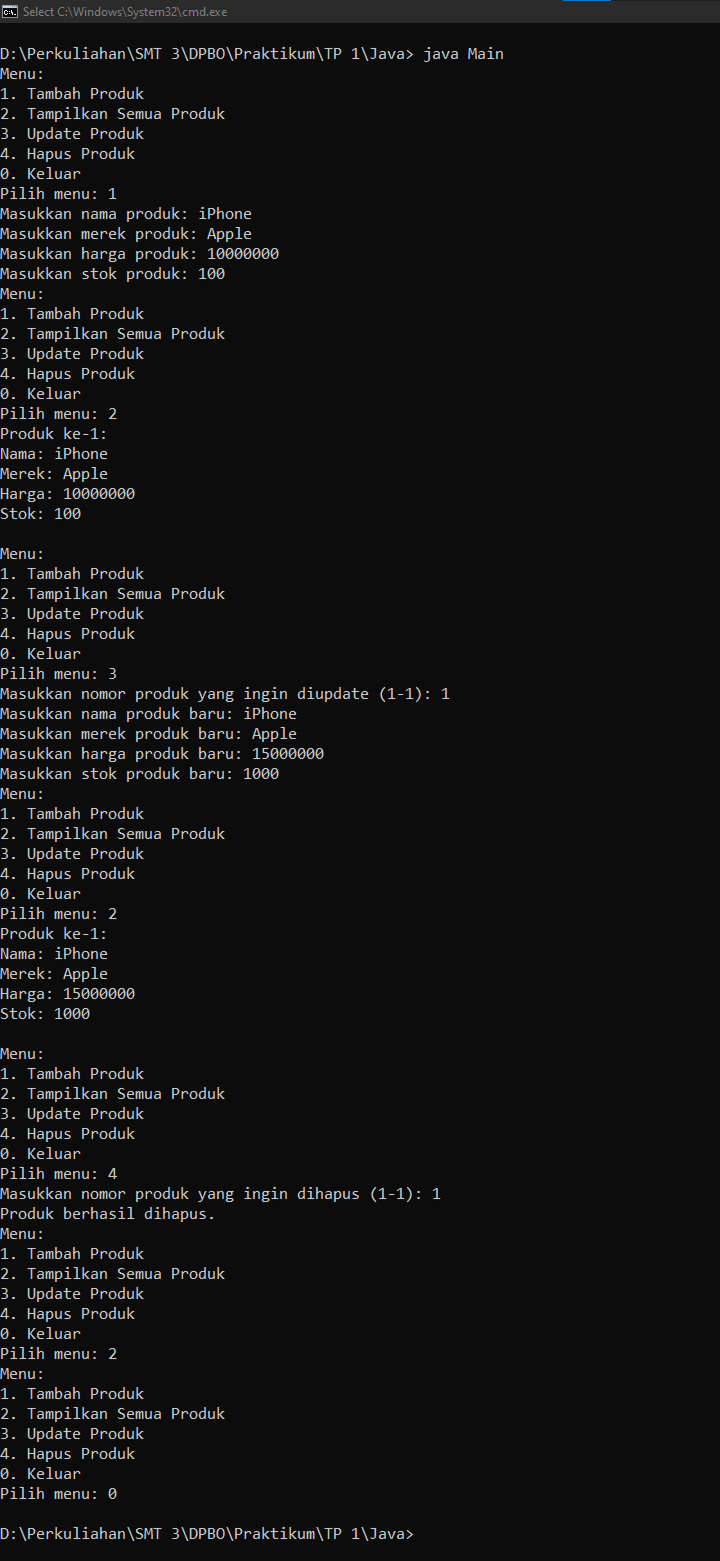 Select C:\Windows\System32\cmd.exe
D:\Perkuliahan\SMT 3\DPBO\Praktikum\TP 1\Java> java Main
Menu:
1. Tambah Produk
2. Tampilkan Semua Produk
3. Update Produk
4. Hapus Produk
0. Keluar
Pilih menu: 1
Masukkan nama produk: iPhone
Masukkan merek produk: Apple
Masukkan harga produk: 10000000
Masukkan stok produk: 100
Menu:
1. Tambah Produk
2. Tampilkan Semua Produk
3. Update Produk
4. Hapus Produk
0. Keluar
Pilih menu: 2
Produk ke-1:
Nama: iPhone
Merek: Apple
Harga: 10000000
Stok: 100
Menu:
1. Tambah Produk
2. Tampilkan Semua Produk
3. Update Produk
4. Hapus Produk
0. Keluar
Pilih menu: 3
Masukkan nomor produk yang ingin diupdate (1-1): 1
Masukkan nama produk baru: iPhone
Masukkan merek produk baru: Apple
Masukkan harga produk baru: 15000000
Masukkan stok produk baru: 1000
Menu:
1. Tambah Produk
2. Tampilkan Semua Produk
3. Update Produk
4. Hapus Produk
0. Keluar
Pilih menu: 2
Produk ke-1:
Nama: iPhone
Merek: Apple
Harga: 15000000
Stok: 1000
Menu:
1. Tambah Produk
2. Tampilkan Semua Produk
3. Update Produk
4. Hapus Produk
0. Keluar
Pilih menu: 4
Masukkan nomor produk yang ingin dihapus (1-1): 1
Produk berhasil dihapus.
Menu:
1. Tambah Produk
2. Tampilkan Semua Produk
3. Update Produk
4. Hapus Produk
0. Keluar
Pilih menu: 2
Menu:
1. Tambah Produk
2. Tampilkan Semua Produk
3. Update Produk
4. Hapus Produk
0. Keluar
Pilih menu: 0
D:\Perkuliahan\SMT 3\DPBO\Praktikum\TP 1\Java>